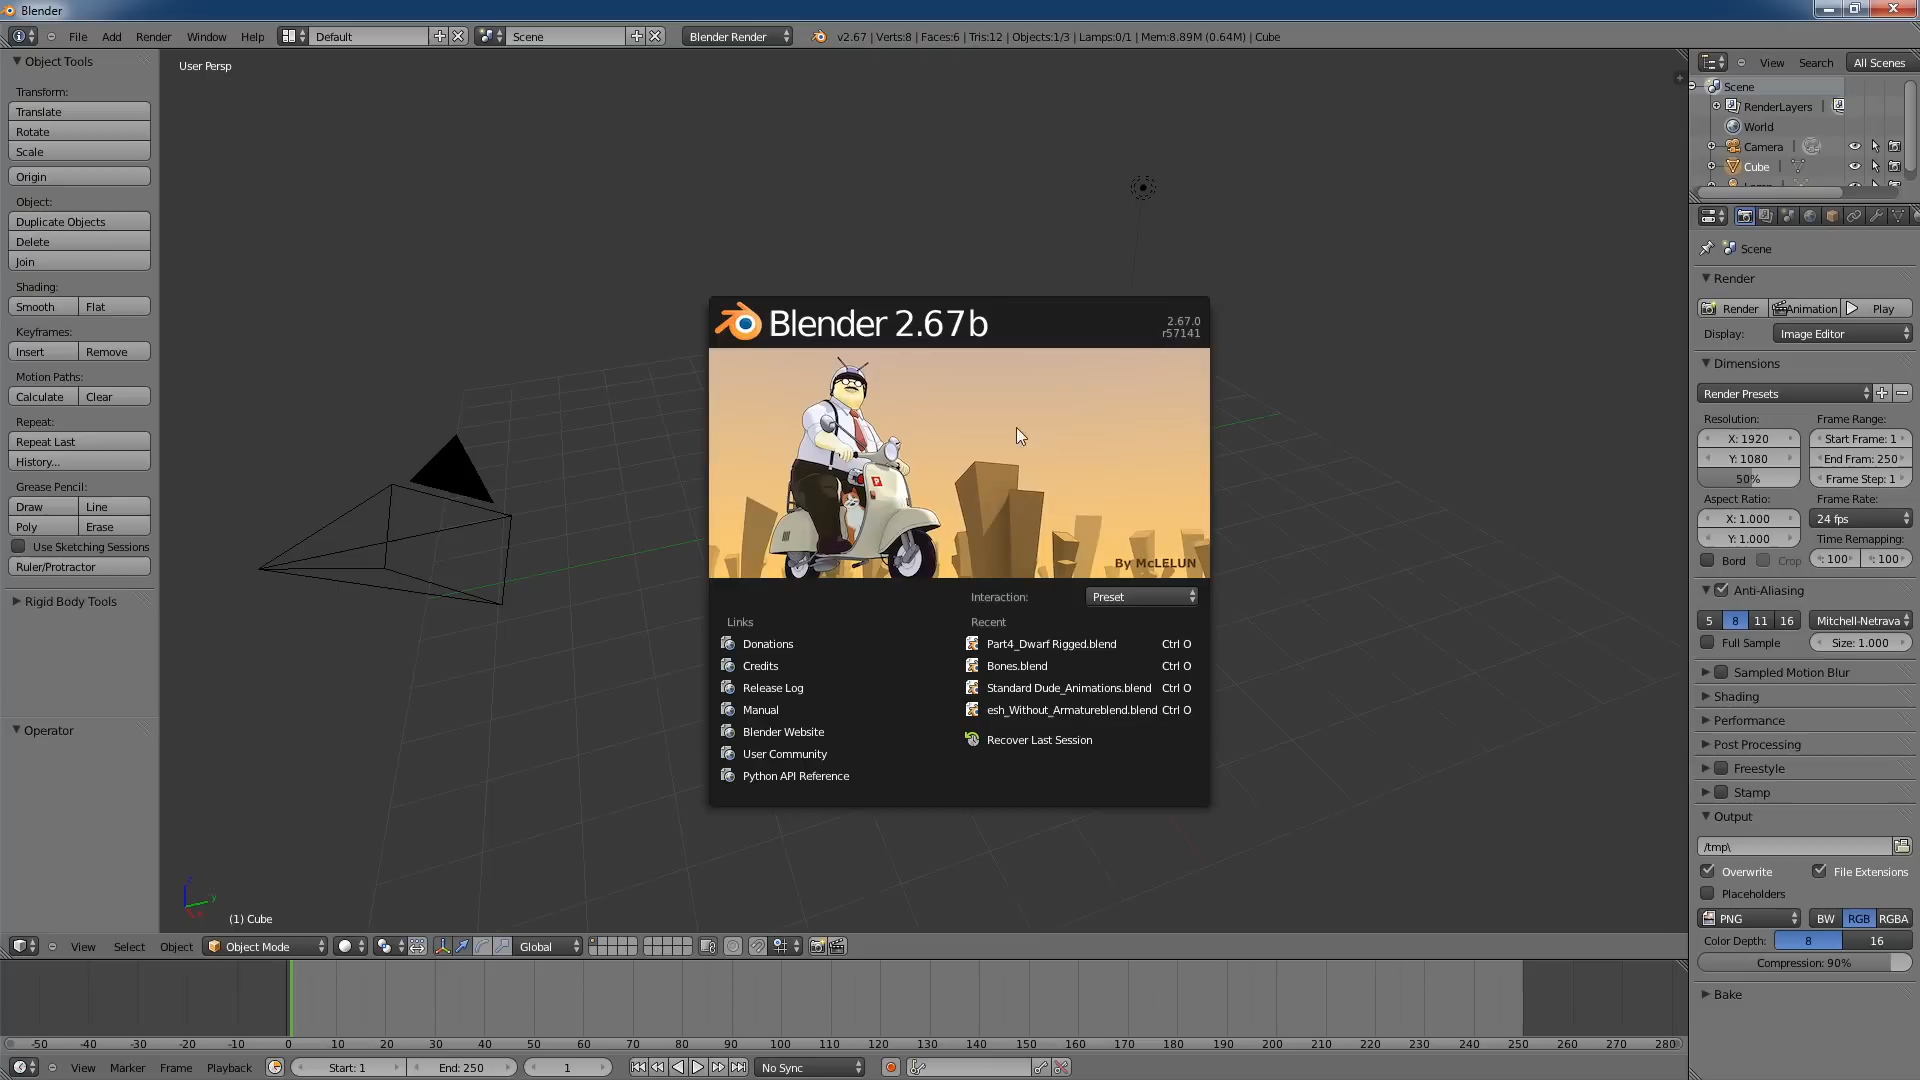 Blender
File Add Render Window Help Default Scene Blender Render v2.67 | Verts:8 | Faces:6 | Tris:12 | Objects:1/3 | Lamps:0/1 | Mem:8.89M (0.64M) | Cube
Object Tools
Transform:
Translate
Rotate
Scale
Origin
Object:
Duplicate Objects
Delete
Join
Shading:
Smooth Flat
Keyframes:
Insert Remove
Motion Paths:
Calculate Clear
Repeat:
Repeat Last
History...
Grease Pencil:
Draw Line
Poly Erase
Use Sketching Sessions
Ruler/Protractor
Rigid Body Tools
Operator
User Persp
Blender 2.67b
2.67.0
r57141
By McLELUN
Interaction: Preset
Links
Donations
Credits
Release Log
Manual
Blender Website
User Community
Python API Reference
Recent
Part4_Dwarf Rigged.blend Ctrl O
Bones.blend Ctrl O
Standard Dude_Animations.blend Ctrl O
esh_Without_Armatureblend.blend Ctrl O
Recover Last Session
(1) Cube
View Select Object Object Mode Global
View Search All Scenes
Scene
RenderLayers
World
Camera
Cube
Scene
Render
Render Animation Play
Display: Image Editor
Dimensions
Render Presets
Resolution: Frame Range:
X: 1920 Start Frame: 1
Y: 1080 End Fram: 250
50% Frame Step: 1
Aspect Ratio: Frame Rate:
X: 1.000 24 fps
Y: 1.000 Time Remapping:
Bord Crop : 100 : 100
Anti-Aliasing
5 8 11 16 Mitchell-Netrava
Full Sample Size: 1.000
Sampled Motion Blur
Shading
Performance
Post Processing
Freestyle
Stamp
Output
/tmp\
Overwrite File Extensions
Placeholders
PNG BW RGB RGBA
Color Depth: 8 16
Compression: 90%
Bake
-50 -40 -30 -20 -10 0 10 20 30 40 50 60 70 80 90 100 110 120 130 140 150 160 170 180 190 200 210 220 230 240 250 260 270 280
View Marker Frame Playback Start: 1 End: 250 1 No Sync